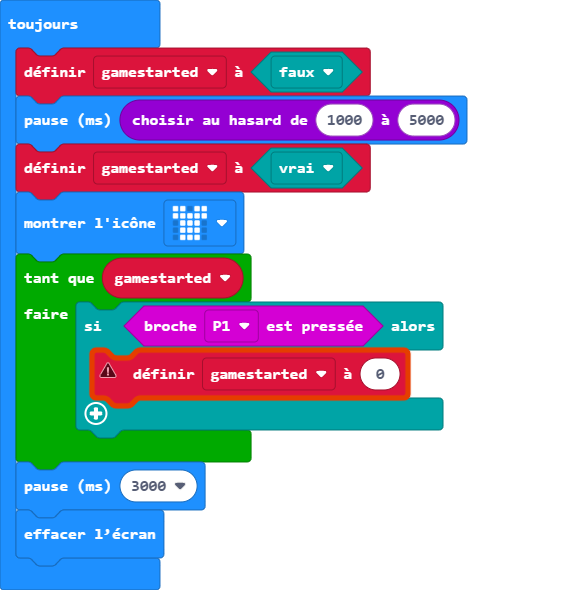 toujours
définir gamestarted à faux
pause (ms) choisir au hasard de 1000 à 5000
définir gamestarted à vrai
montrer l'icône
tant que gamestarted
faire
si broche P1 est pressée alors
définir gamestarted à 0
pause (ms) 3000
effacer l’écran